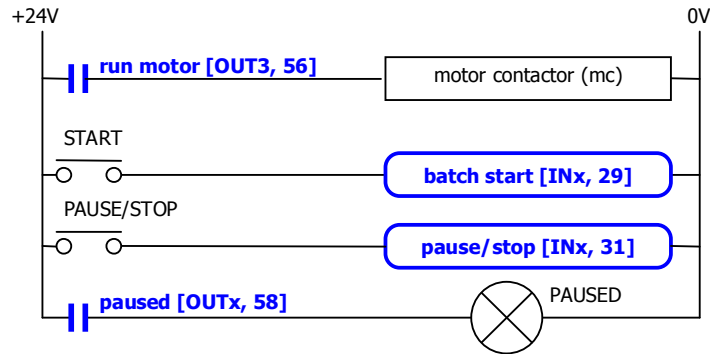 +24V 0V
run motor [OUT3, 56] motor contactor (mc)
START
batch start [INx, 29]
PAUSE/STOP
pause/stop [INx, 31]
paused [OUTx, 58] PAUSED